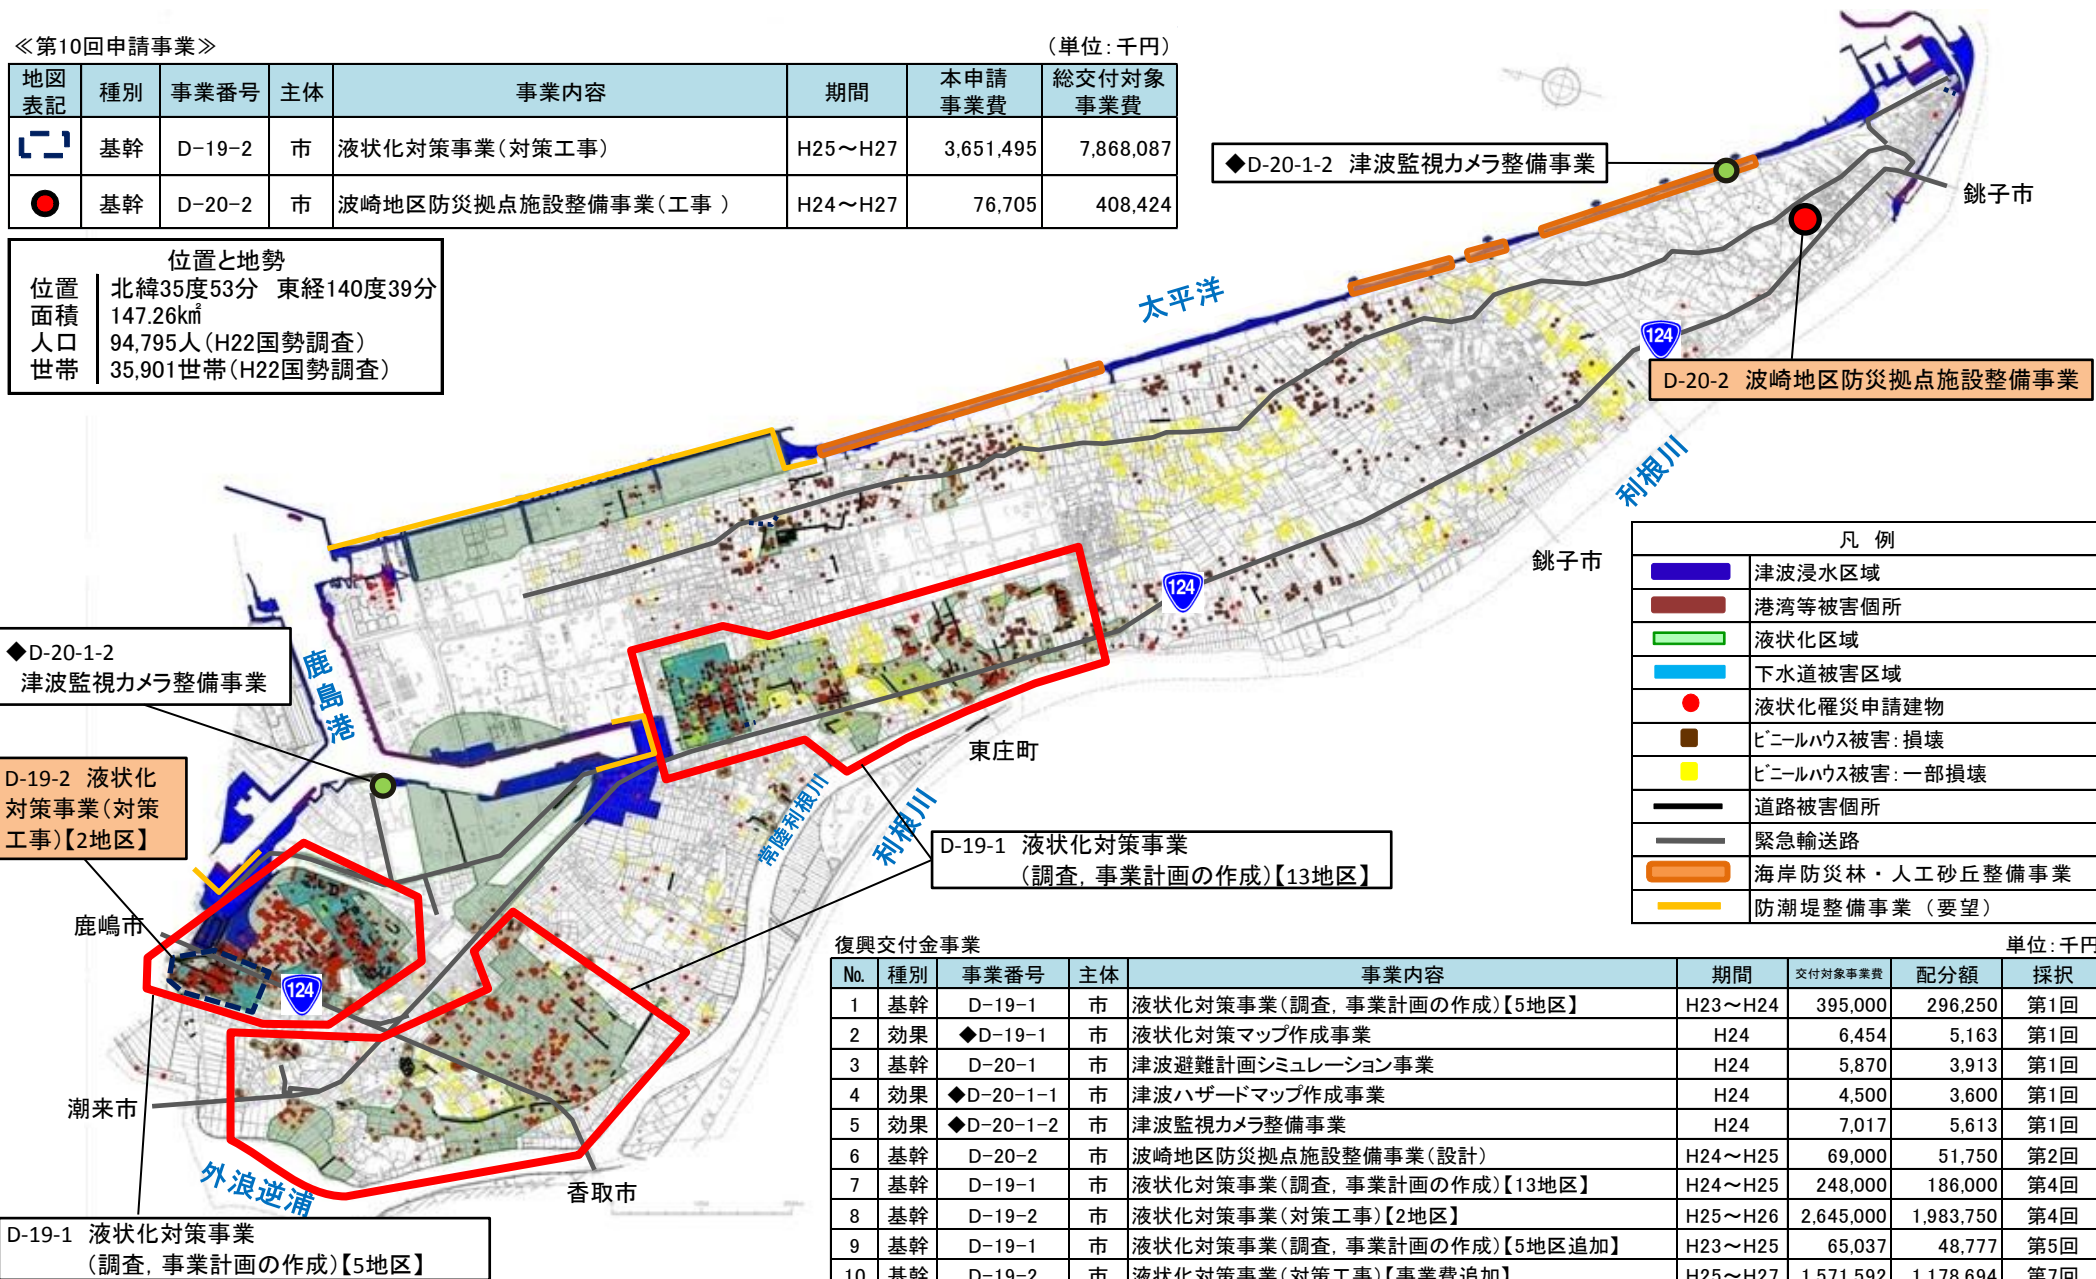 ≪第10回申請事業≫ (単位:千円)
地図表記 種別 事業番号 主体 事業内容 期間 本申請事業費 総交付対象事業費
基幹 D-19-2 市 液状化対策事業(対策工事) H25～H27 3,651,495 7,868,087
基幹 D-20-2 市 波崎地区防災拠点施設整備事業(工事 ) H24～H27 76,705 408,424
位置と地勢
位置 北緯35度53分 東経140度39分
面積 147.26k㎡
人口 94,795人(H22国勢調査)
世帯 35,901世帯(H22国勢調査)
◆D-20-1-2 津波監視カメラ整備事業
銚子市
太平洋
124
D-20-2 波崎地区防災拠点施設整備事業
利根川
銚子市
124
◆D-20-1-2
津波監視カメラ整備事業
鹿島港
東庄町
常陸利根川
利根川
D-19-2 液状化
対策事業(対策
工事)【2地区】
D-19-1 液状化対策事業
(調査, 事業計画の作成)【13地区】
鹿嶋市
124
潮来市
外浪逆浦
香取市
D-19-1 液状化対策事業
(調査, 事業計画の作成)【5地区】
凡 例
津波浸水区域
港湾等被害個所
液状化区域
下水道被害区域
液状化罹災申請建物
ビニールハウス被害:損壊
ビニールハウス被害:一部損壊
道路被害個所
緊急輸送路
海岸防災林・人工砂丘整備事業
防潮堤整備事業(要望)
復興交付金事業 単位:千円
No. 種別 事業番号 主体 事業内容 期間 交付対象事業費 配分額 採択
1 基幹 D-19-1 市 液状化対策事業(調査, 事業計画の作成)【5地区】 H23～H24 395,000 296,250 第1回
2 効果 ◆D-19-1 市 液状化対策マップ作成事業 H24 6,454 5,163 第1回
3 基幹 D-20-1 市 津波避難計画シミュレーション事業 H24 5,870 3,913 第1回
4 効果 ◆D-20-1-1 市 津波ハザードマップ作成事業 H24 4,500 3,600 第1回
5 効果 ◆D-20-1-2 市 津波監視カメラ整備事業 H24 7,017 5,613 第1回
6 基幹 D-20-2 市 波崎地区防災拠点施設整備事業(設計) H24～H25 69,000 51,750 第2回
7 基幹 D-19-1 市 液状化対策事業(調査, 事業計画の作成)【13地区】 H24～H25 248,000 186,000 第4回
8 基幹 D-19-2 市 液状化対策事業(対策工事)【2地区】 H25～H26 2,645,000 1,983,750 第4回
9 基幹 D-19-1 市 液状化対策事業(調査, 事業計画の作成)【5地区追加】 H23～H25 65,037 48,777 第5回
10 基幹 D-19-2 市 液状化対策事業(対策工事)【事業費追加】 H25～H27 1,571,592 1,178,694 第7回